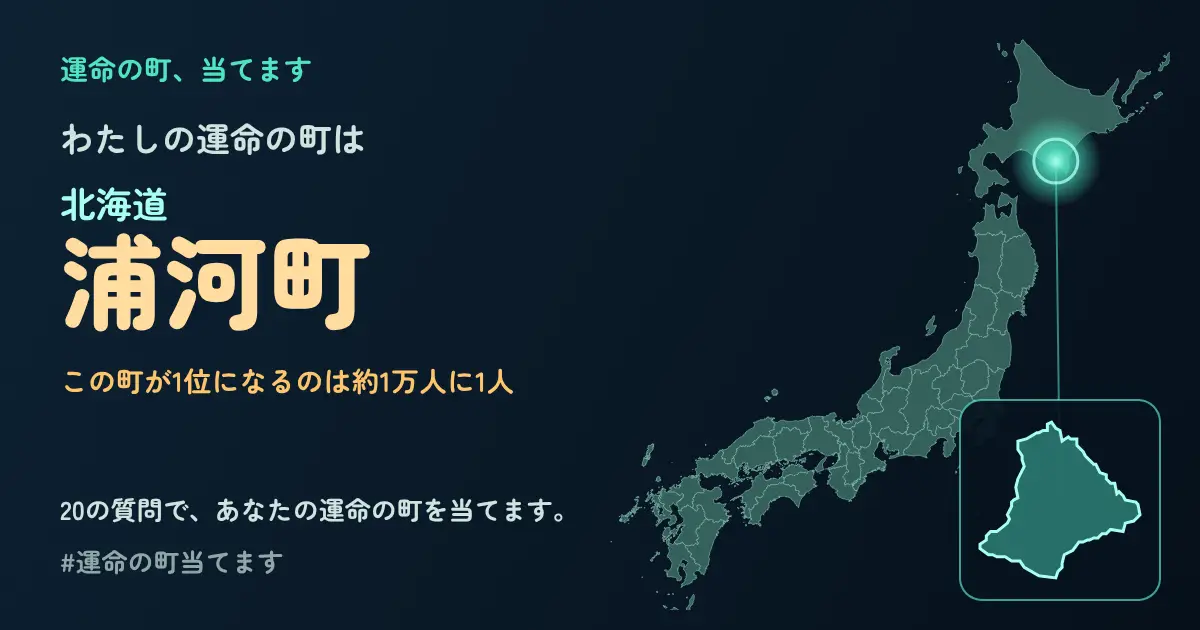 運命の町、当てます
わたしの運命の町は
北海道
浦河町
この町が1位になるのは約1万人に1人
20の質問で、あなたの運命の町を当てます。
#運命の町当てます